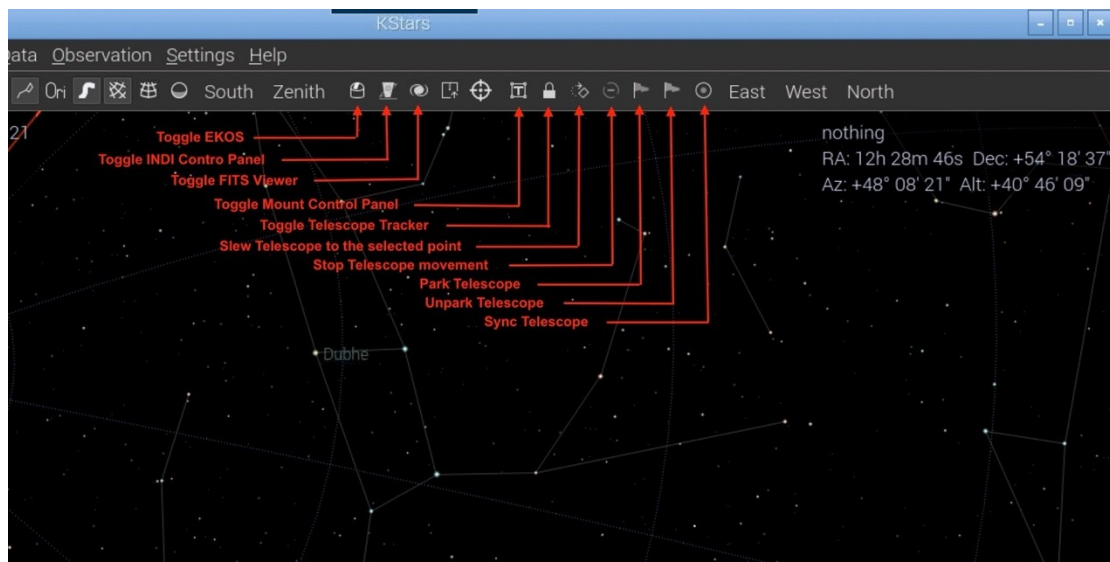 KStars
Data Observation Settings Help
Ori South Zenith T East West North
21
nothing
RA: 12h 28m 46s Dec: +54° 18' 37"
Az: +48° 08' 21" Alt: +40° 46' 09"
Toggle EKOS
Toggle INDI Contro Panel
Toggle FITS Viewer
Toggle Mount Control Panel
Toggle Telescope Tracker
Slew Telescope to the selected point
Stop Telescope movement
Park Telescope
Unpark Telescope
Sync Telescope
Dubhe